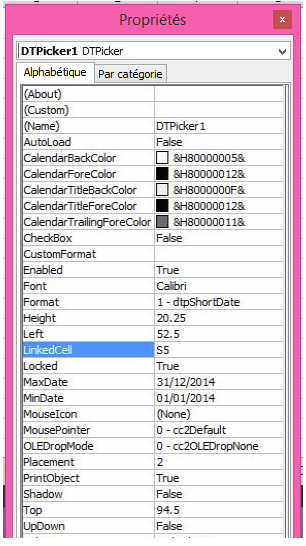 Propriétés
x
DTPicker1 DTPicker
Alphabétique Par catégorie
(About)
(Custom)
(Name) DTPicker1
AutoLoad False
CalendarBackColor &H80000005&
CalendarForeColor &H80000012&
CalendarTitleBackColor &H8000000F&
CalendarTitleForeColor &H80000012&
CalendarTrailingForeColor &H80000011&
CheckBox False
CustomFormat
Enabled True
Font Calibri
Format 1 - dtpShortDate
Height 20.25
Left 52.5
LinkedCell S5
Locked True
MaxDate 31/12/2014
MinDate 01/01/2014
MouseIcon (None)
MousePointer 0 - cc2Default
OLEDropMode 0 - cc2OLEDropNone
Placement 2
PrintObject True
Shadow False
Top 94.5
UpDown False